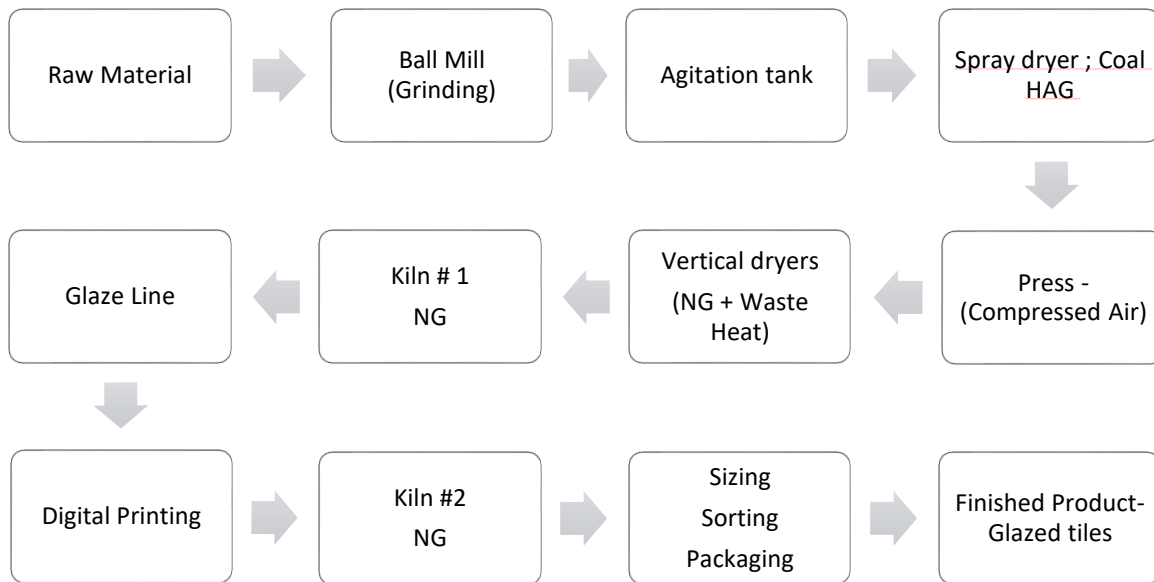 Raw Material
Ball Mill
(Grinding)
Agitation tank
Spray dryer ; Coal
HAG
Press -
(Compressed Air)
Vertical dryers
(NG + Waste
Heat)
Kiln # 1
NG
Glaze Line
Digital Printing
Kiln #2
NG
Sizing
Sorting
Packaging
Finished Product-
Glazed tiles